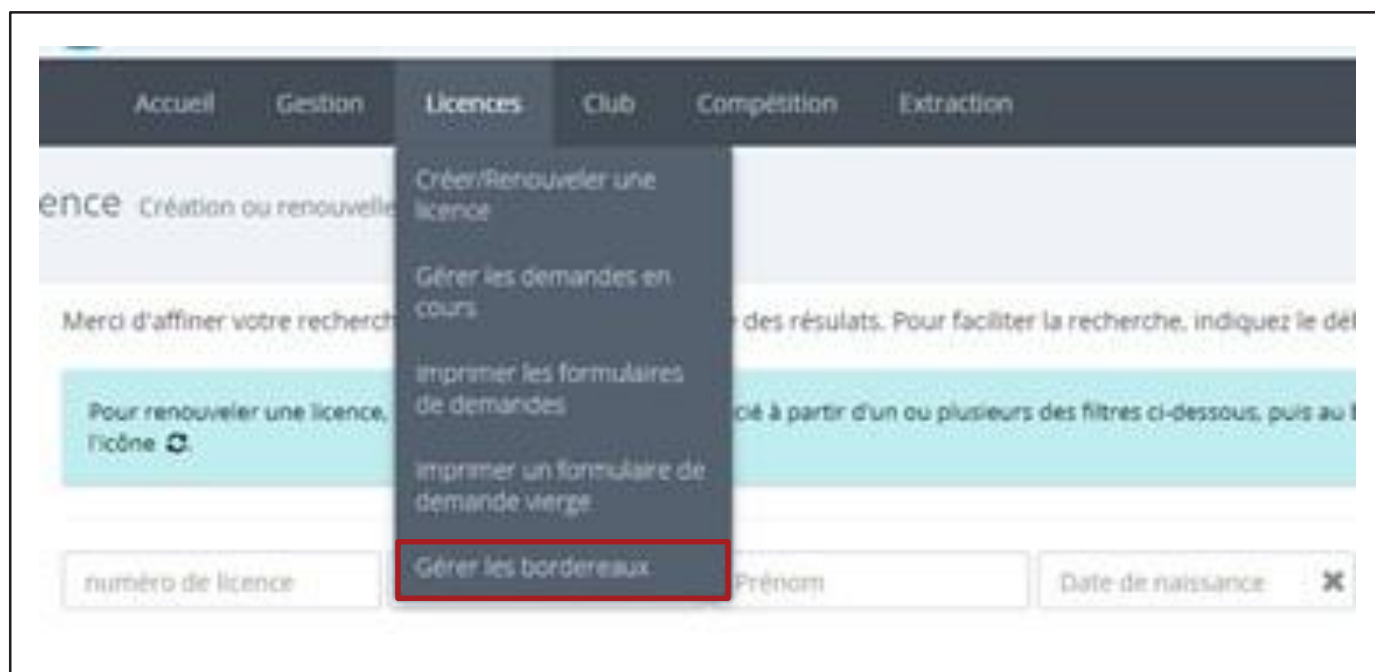 Accueil Gestion Licences Club Compétition Extraction
ence Création ou renouvelle
Créer/Renouveler une
licence
Gérer les demandes en
cours
Imprimer les formulaires
de demandes
Imprimer un formulaire de
demande vierge
Gérer les bordereaux
Merci d'affiner votre recherch
e des résulats. Pour faciliter la recherche, indiquez le dé
Pour renouveler une licence,
cié à partir d'un ou plusieurs des filtres ci-dessous, puis au
l'icône
numéro de licence
Prénom
Date de naissance